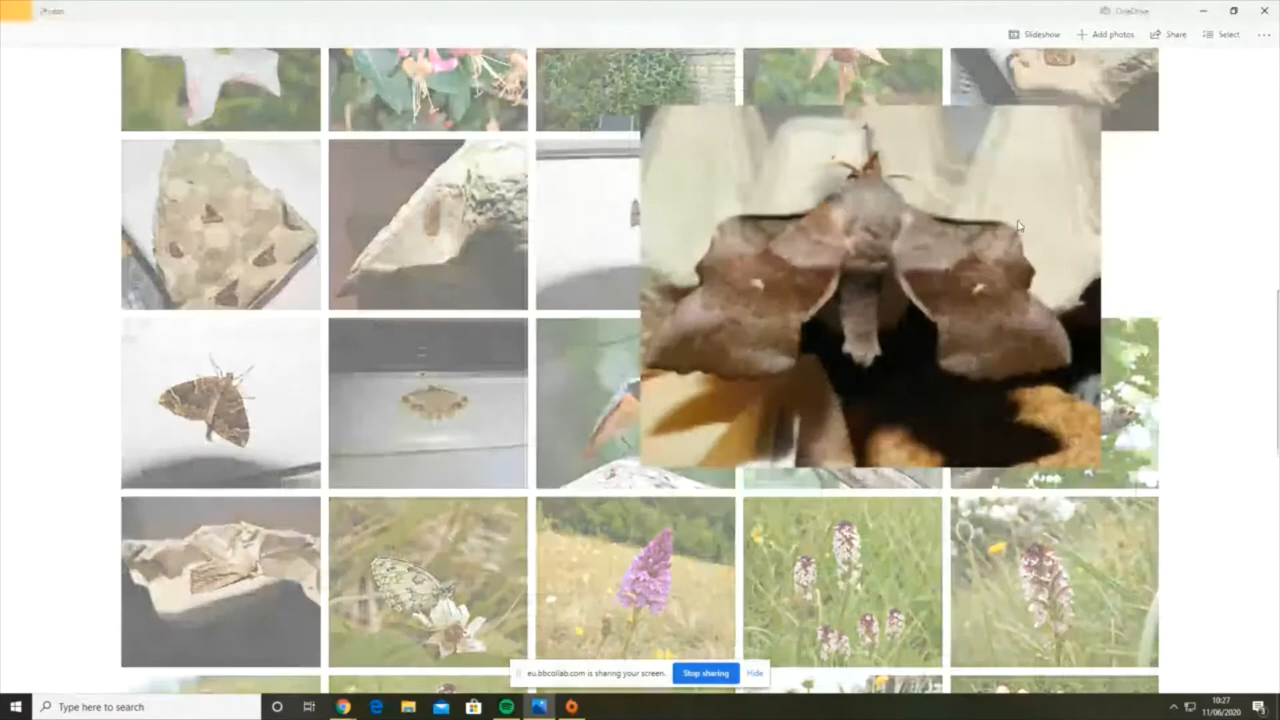 Photos
OneDrive
Slideshow
Add photos
Share
Select
eu.bbcollab.com is sharing your screen.
Stop sharing
Hide
Type here to search
10:27
11/06/2020